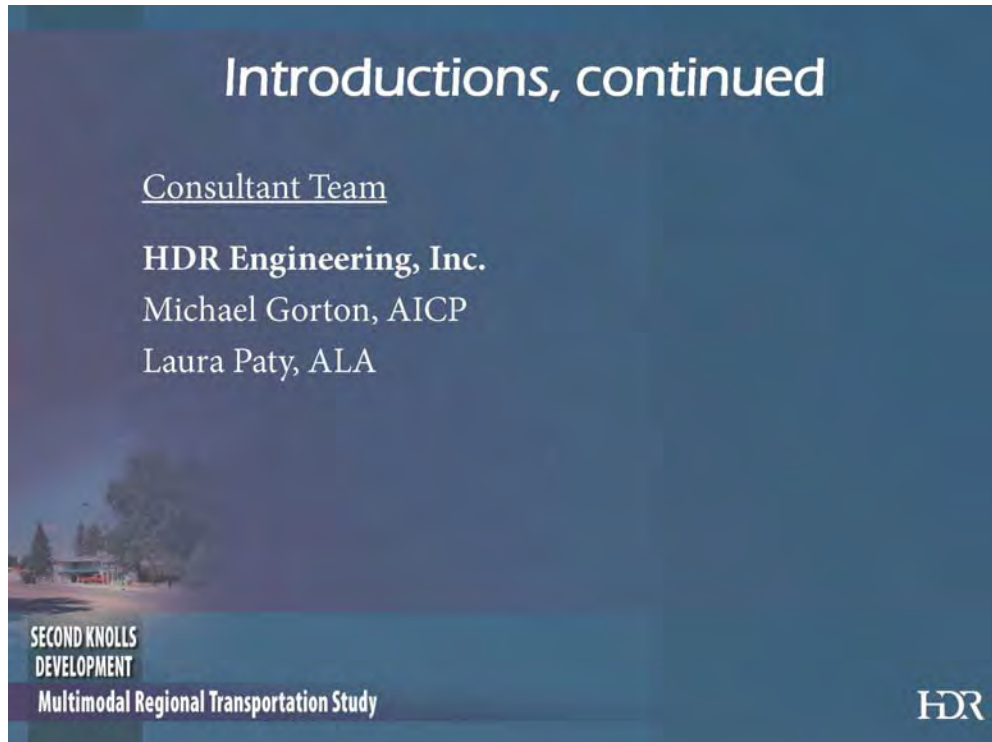 Introductions, continued
Consultant Team
HDR Engineering, Inc.
Michael Gorton, AICP
Laura Paty, ALA
SECOND KNOLLS
DEVELOPMENT
Multimodal Regional Transportation Study
HDR